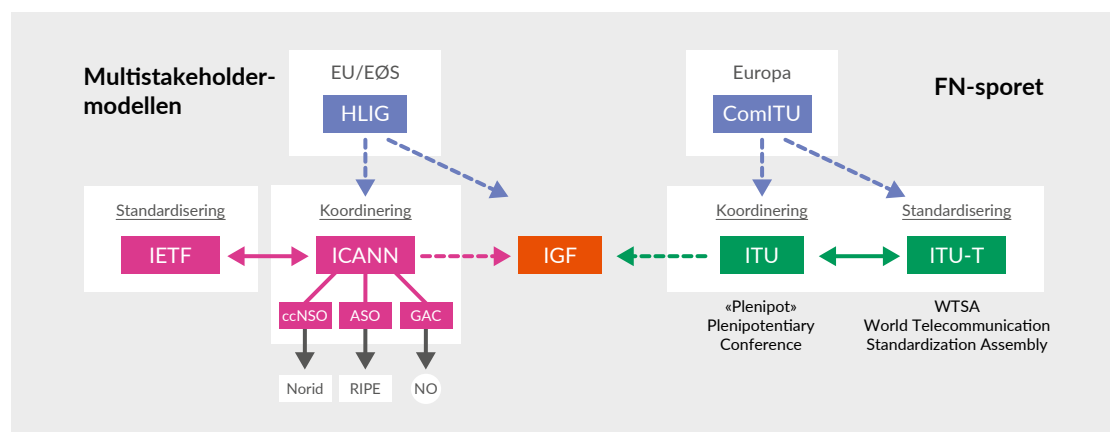 Multistakeholder-
modellen
EU/EØS
HLIG
Europa
ComITU
FN-sporet
Standardisering
IETF
Koordinering
ICANN
IGF
Koordinering
ITU
Standardisering
ITU-T
ccNSO
ASO
GAC
Norid
RIPE
NO
«Plenipot»
Plenipotentiary
Conference
WTSA
World Telecommunication
Standardization Assembly